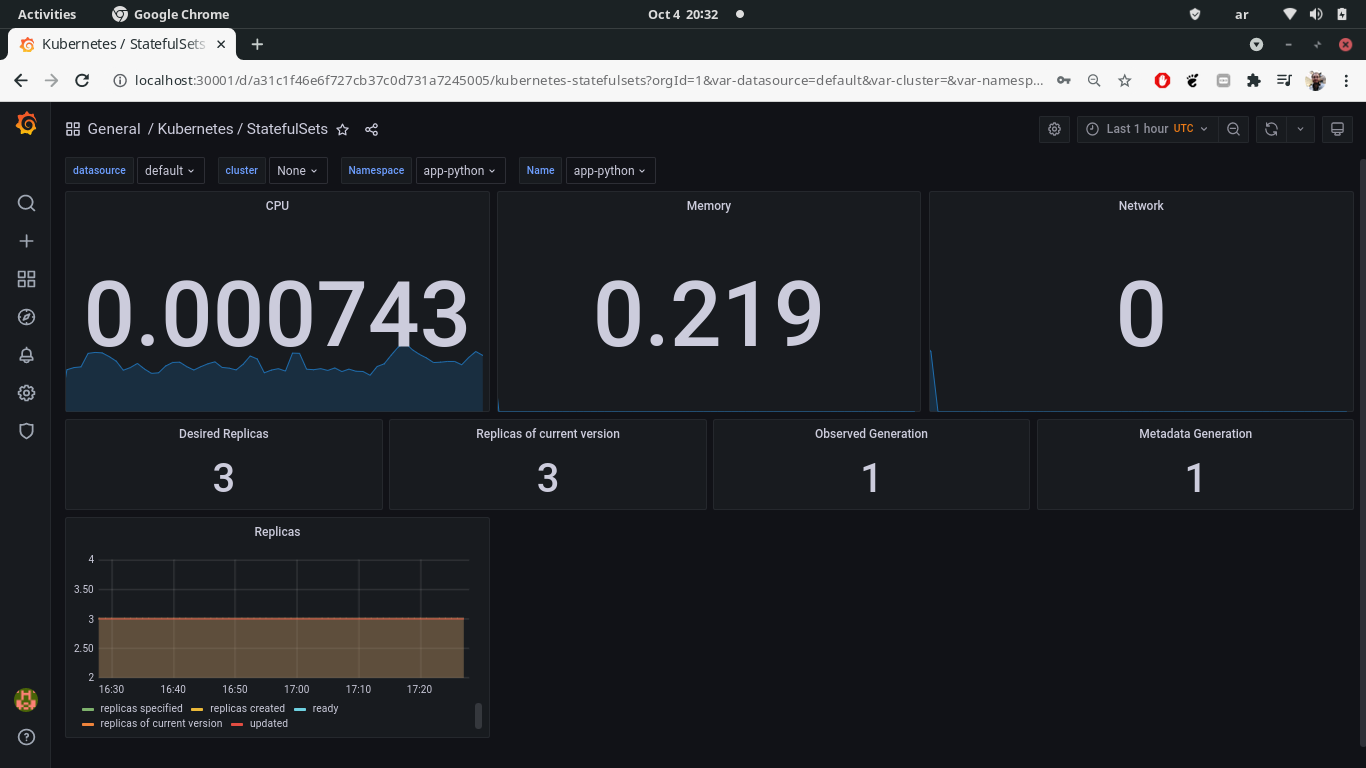 Activities Google Chrome Oct 4 20:32 ar
Kubernetes / StatefulSets
localhost:30001/d/a31c1f46e6f727cb37c0d731a7245005/kubernetes-statefulsets?orgId=1&var-datasource=default&var-cluster=&var-namesp...
General / Kubernetes / StatefulSets Last 1 hour UTC
datasource default cluster None Namespace app-python Name app-python
CPU Memory Network
0.000743 0.219 0
Desired Replicas Replicas of current version Observed Generation Metadata Generation
3 3 1 1
Replicas
4
3.50
3
2.50
2
16:30 16:40 16:50 17:00 17:10 17:20
replicas specified replicas created ready
replicas of current version updated